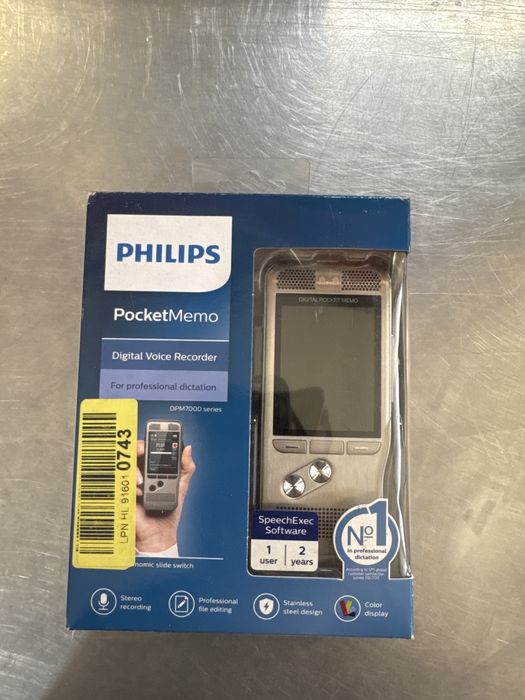 PHILIPS
PocketMemo
Digital Voice Recorder
For professional dictation
DPM7000 series
DIGITAL POCKET MEMO
LPN HL 91601 0743
slide switch
SpeechExec
Software
1
user
2
years
No1
in professional
dictation
Stereo
recording
Professional
file editing
Stainless
steel design
Color
display